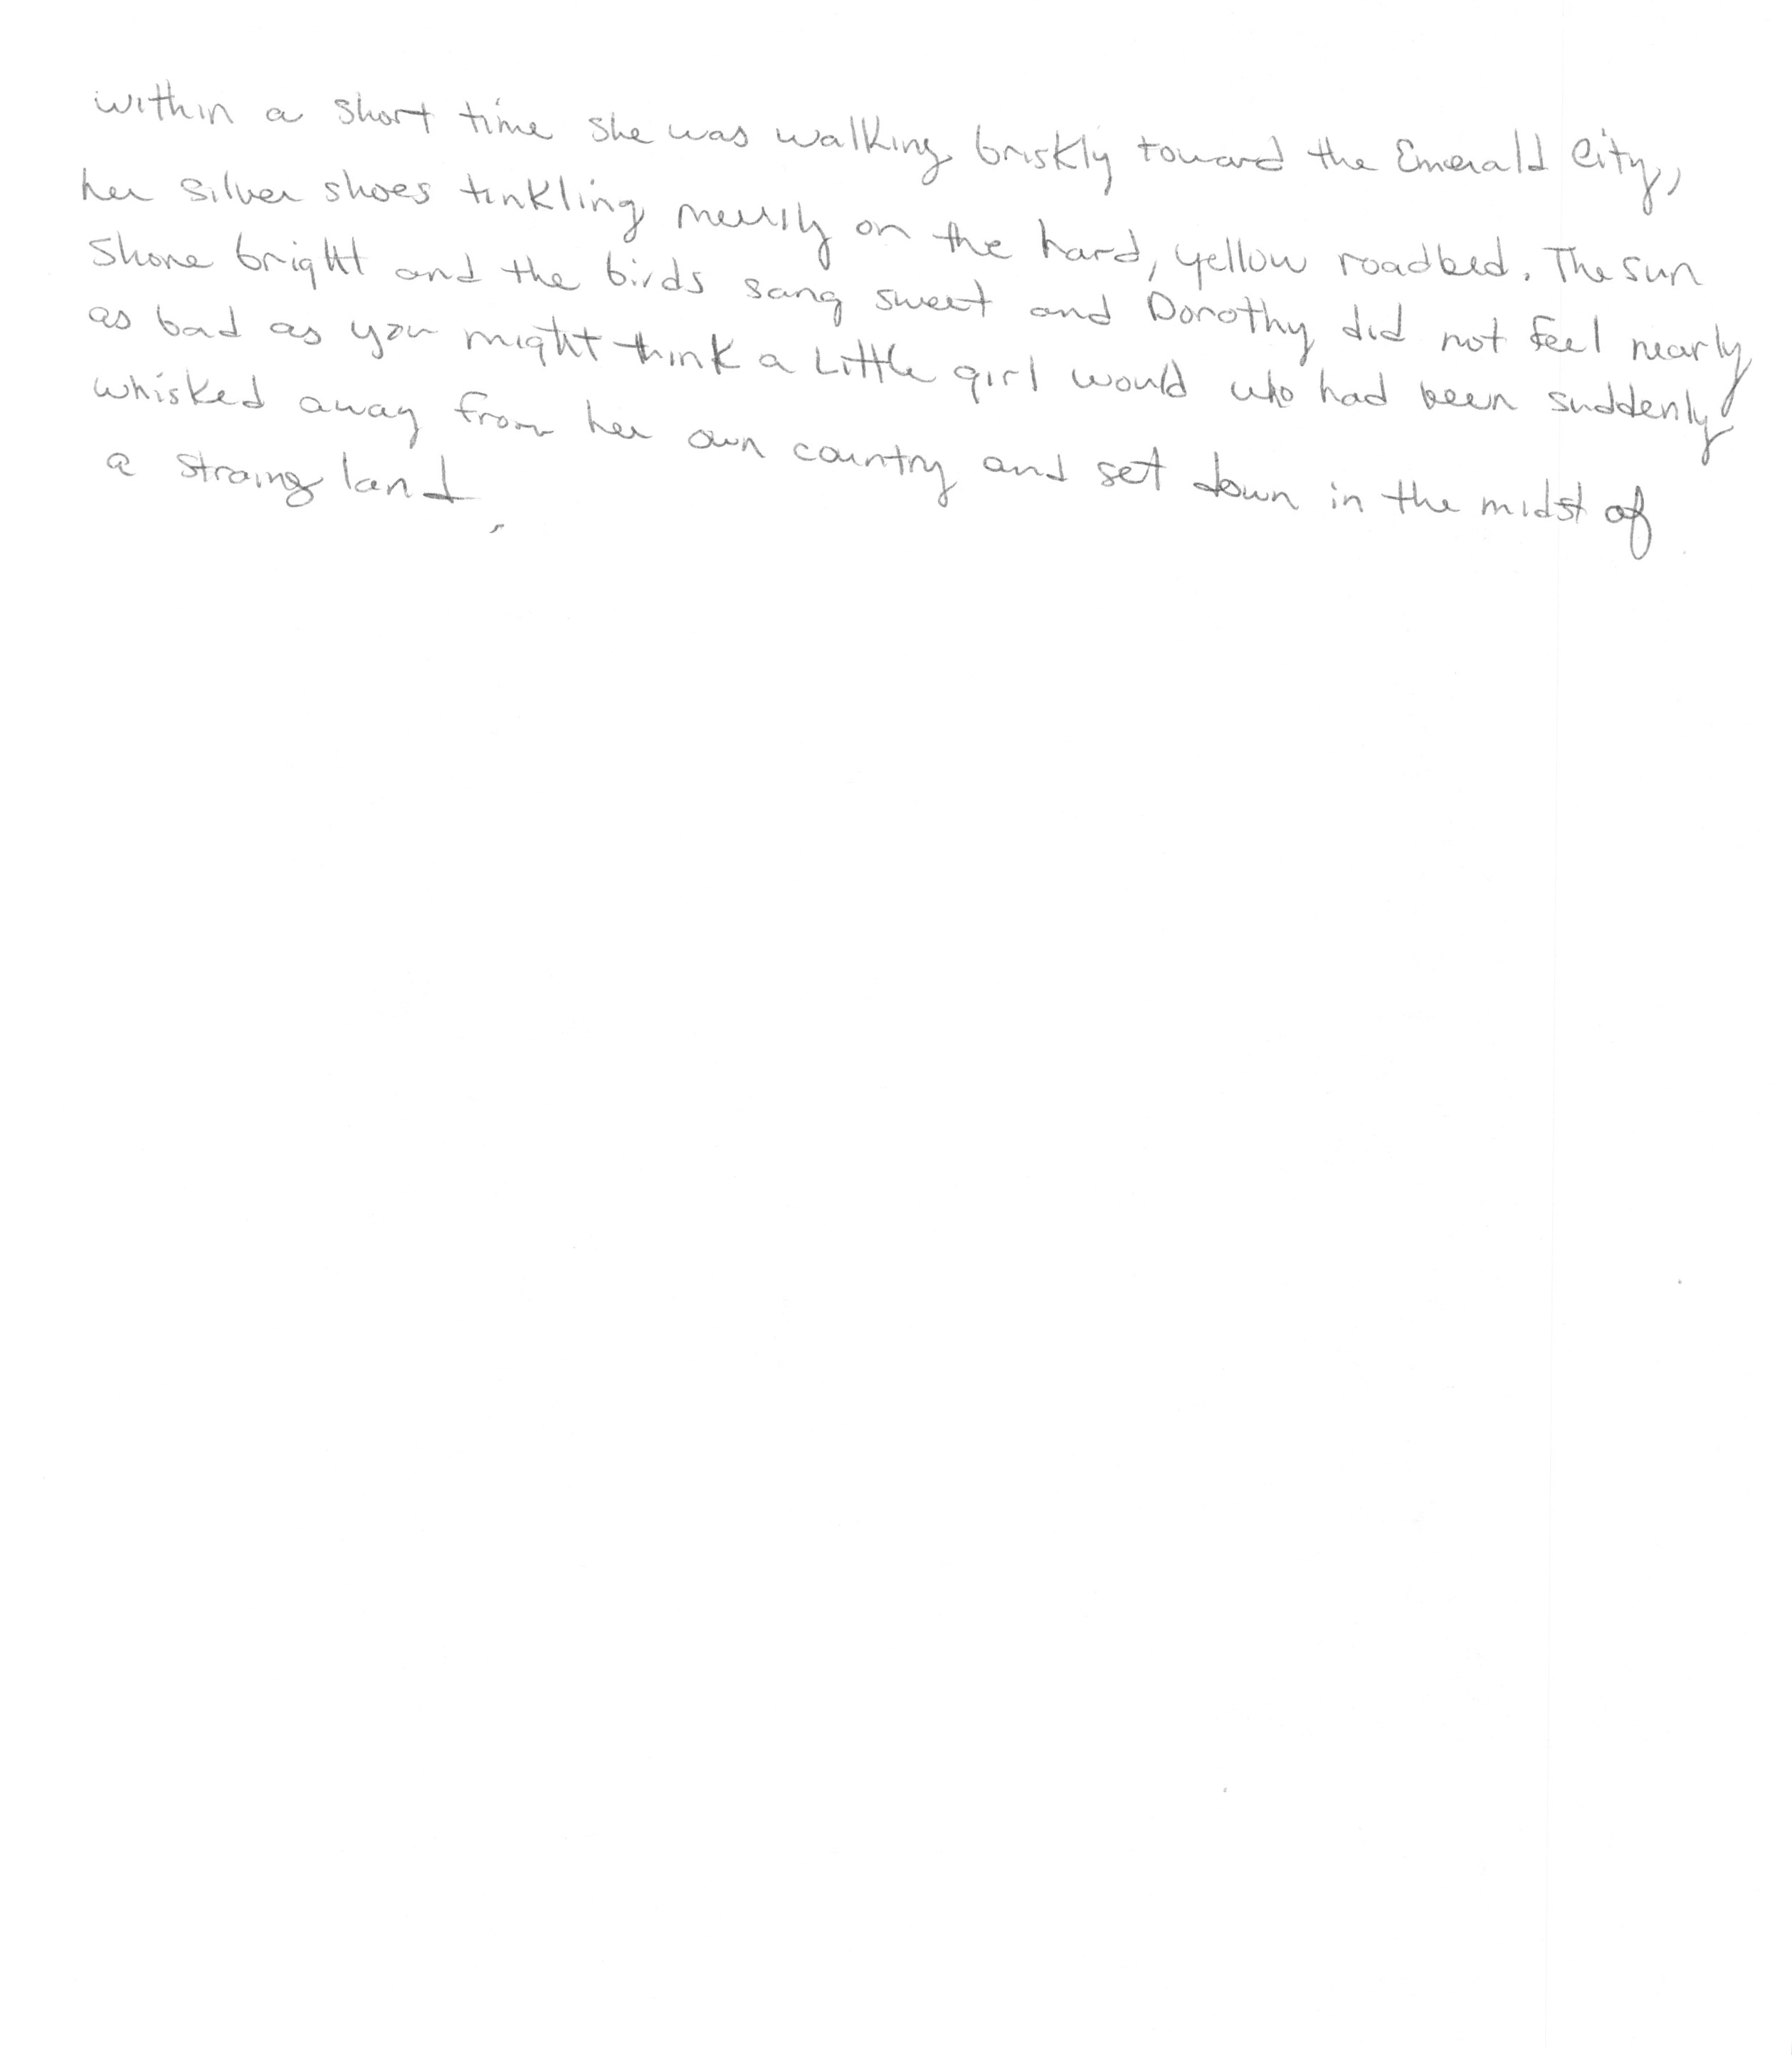 within a short time she was walking briskly toward the Emerald City,
her silver shoes tinkling merrily on the hard, yellow roadbed. The sun
shone bright and the birds sang sweet and Dorothy did not feel nearly
as bad as you might think a little girl would who had been suddenly
whisked away from her own country and set down in the midst of
a strang land.